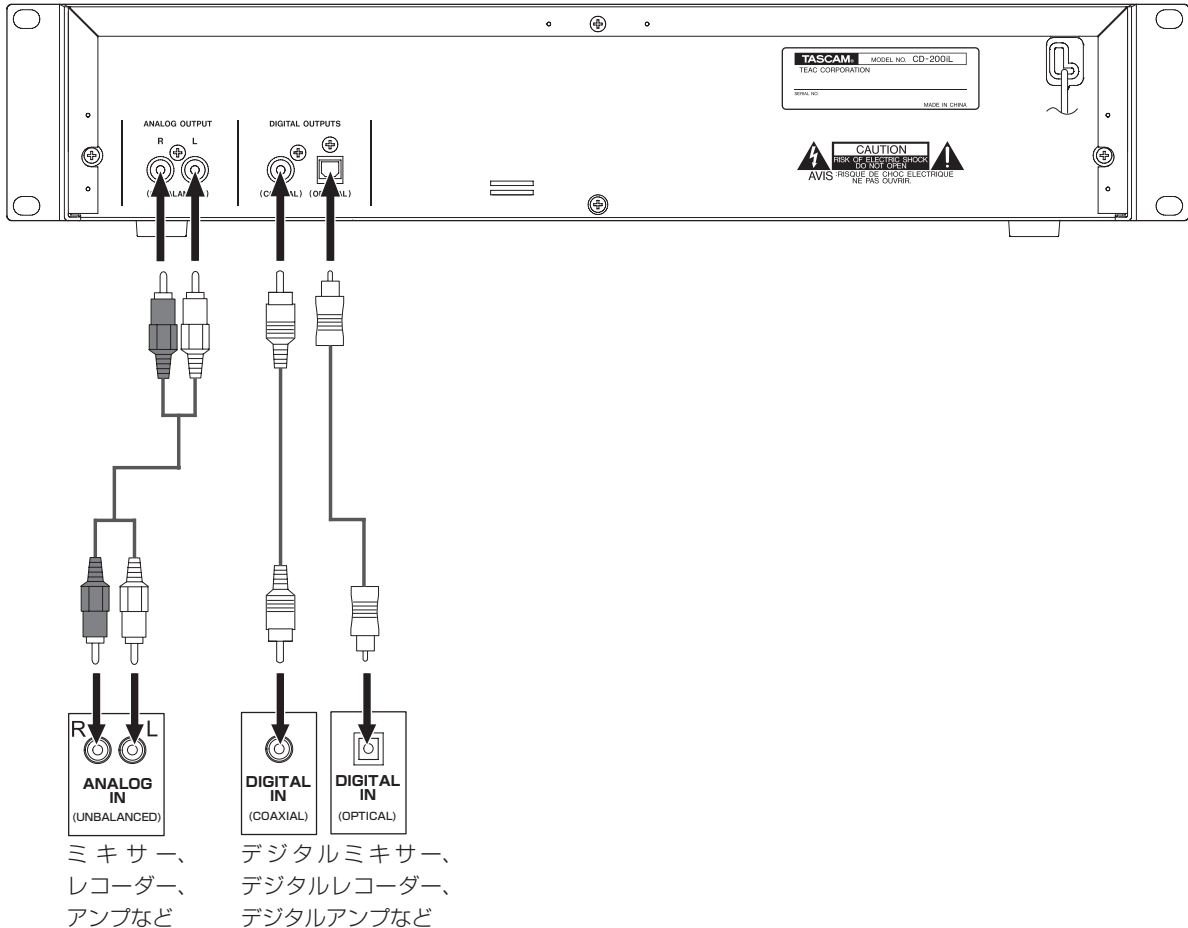 TASCAM® MODEL NO. CD-200iL
TEAC CORPORATION
SERIAL NO.
MADE IN CHINA
ANALOG OUTPUT
R L
DIGITAL OUTPUTS
CAUTION
RISK OF ELECTRIC SHOCK
DO NOT OPEN
AVIS :RISQUE DE CHOC ELECTRIQUE
NE PAS OUVRIR.
R L
ANALOG
IN
(UNBALANCED)
DIGITAL
IN
(COAXIAL)
DIGITAL
IN
(OPTICAL)
ミキサー、
レコーダー、
アンプなど
デジタルミキサー、
デジタルレコーダー、
デジタルアンプなど